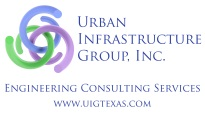 Urban
Infrastructure
Group, Inc.
Engineering Consulting Services
www.uigtexas.com